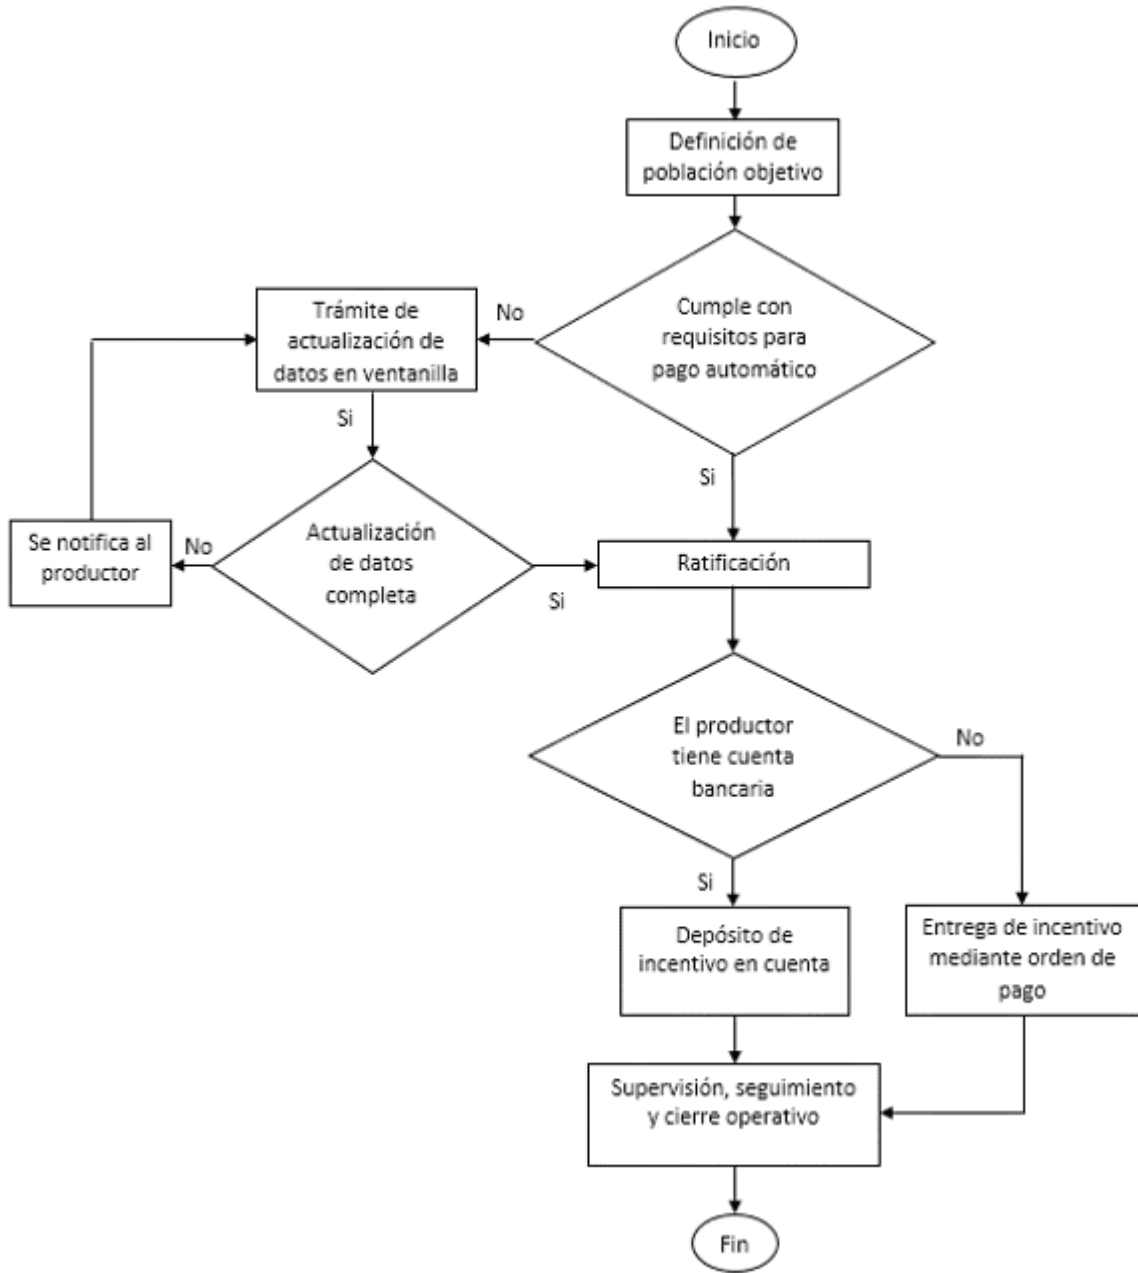 Inicio
Definición de
población objetivo
Cumple con
requisitos para
pago automático
No
Trámite de
actualización de
datos en ventanilla
Si
Si
Actualización
de datos
completa
No
Se notifica al
productor
Si
Ratificación
El productor
tiene cuenta
bancaria
No
Si
Depósito de
incentivo en cuenta
Entrega de incentivo
mediante orden de
pago
Supervisión, seguimiento
y cierre operativo
Fin